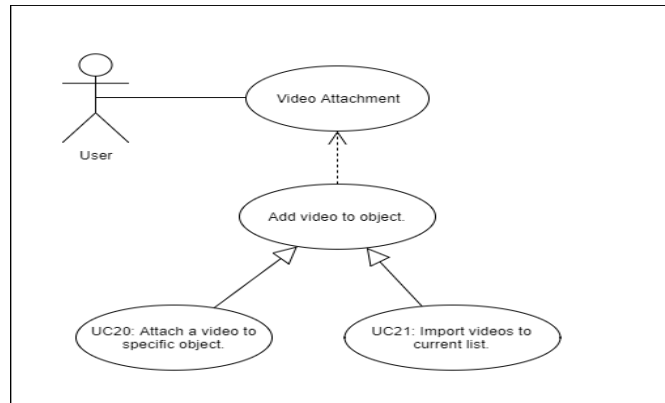 Video Attachment
User
Add video to object.
UC20: Attach a video to
specific object.
UC21: Import videos to
current list.